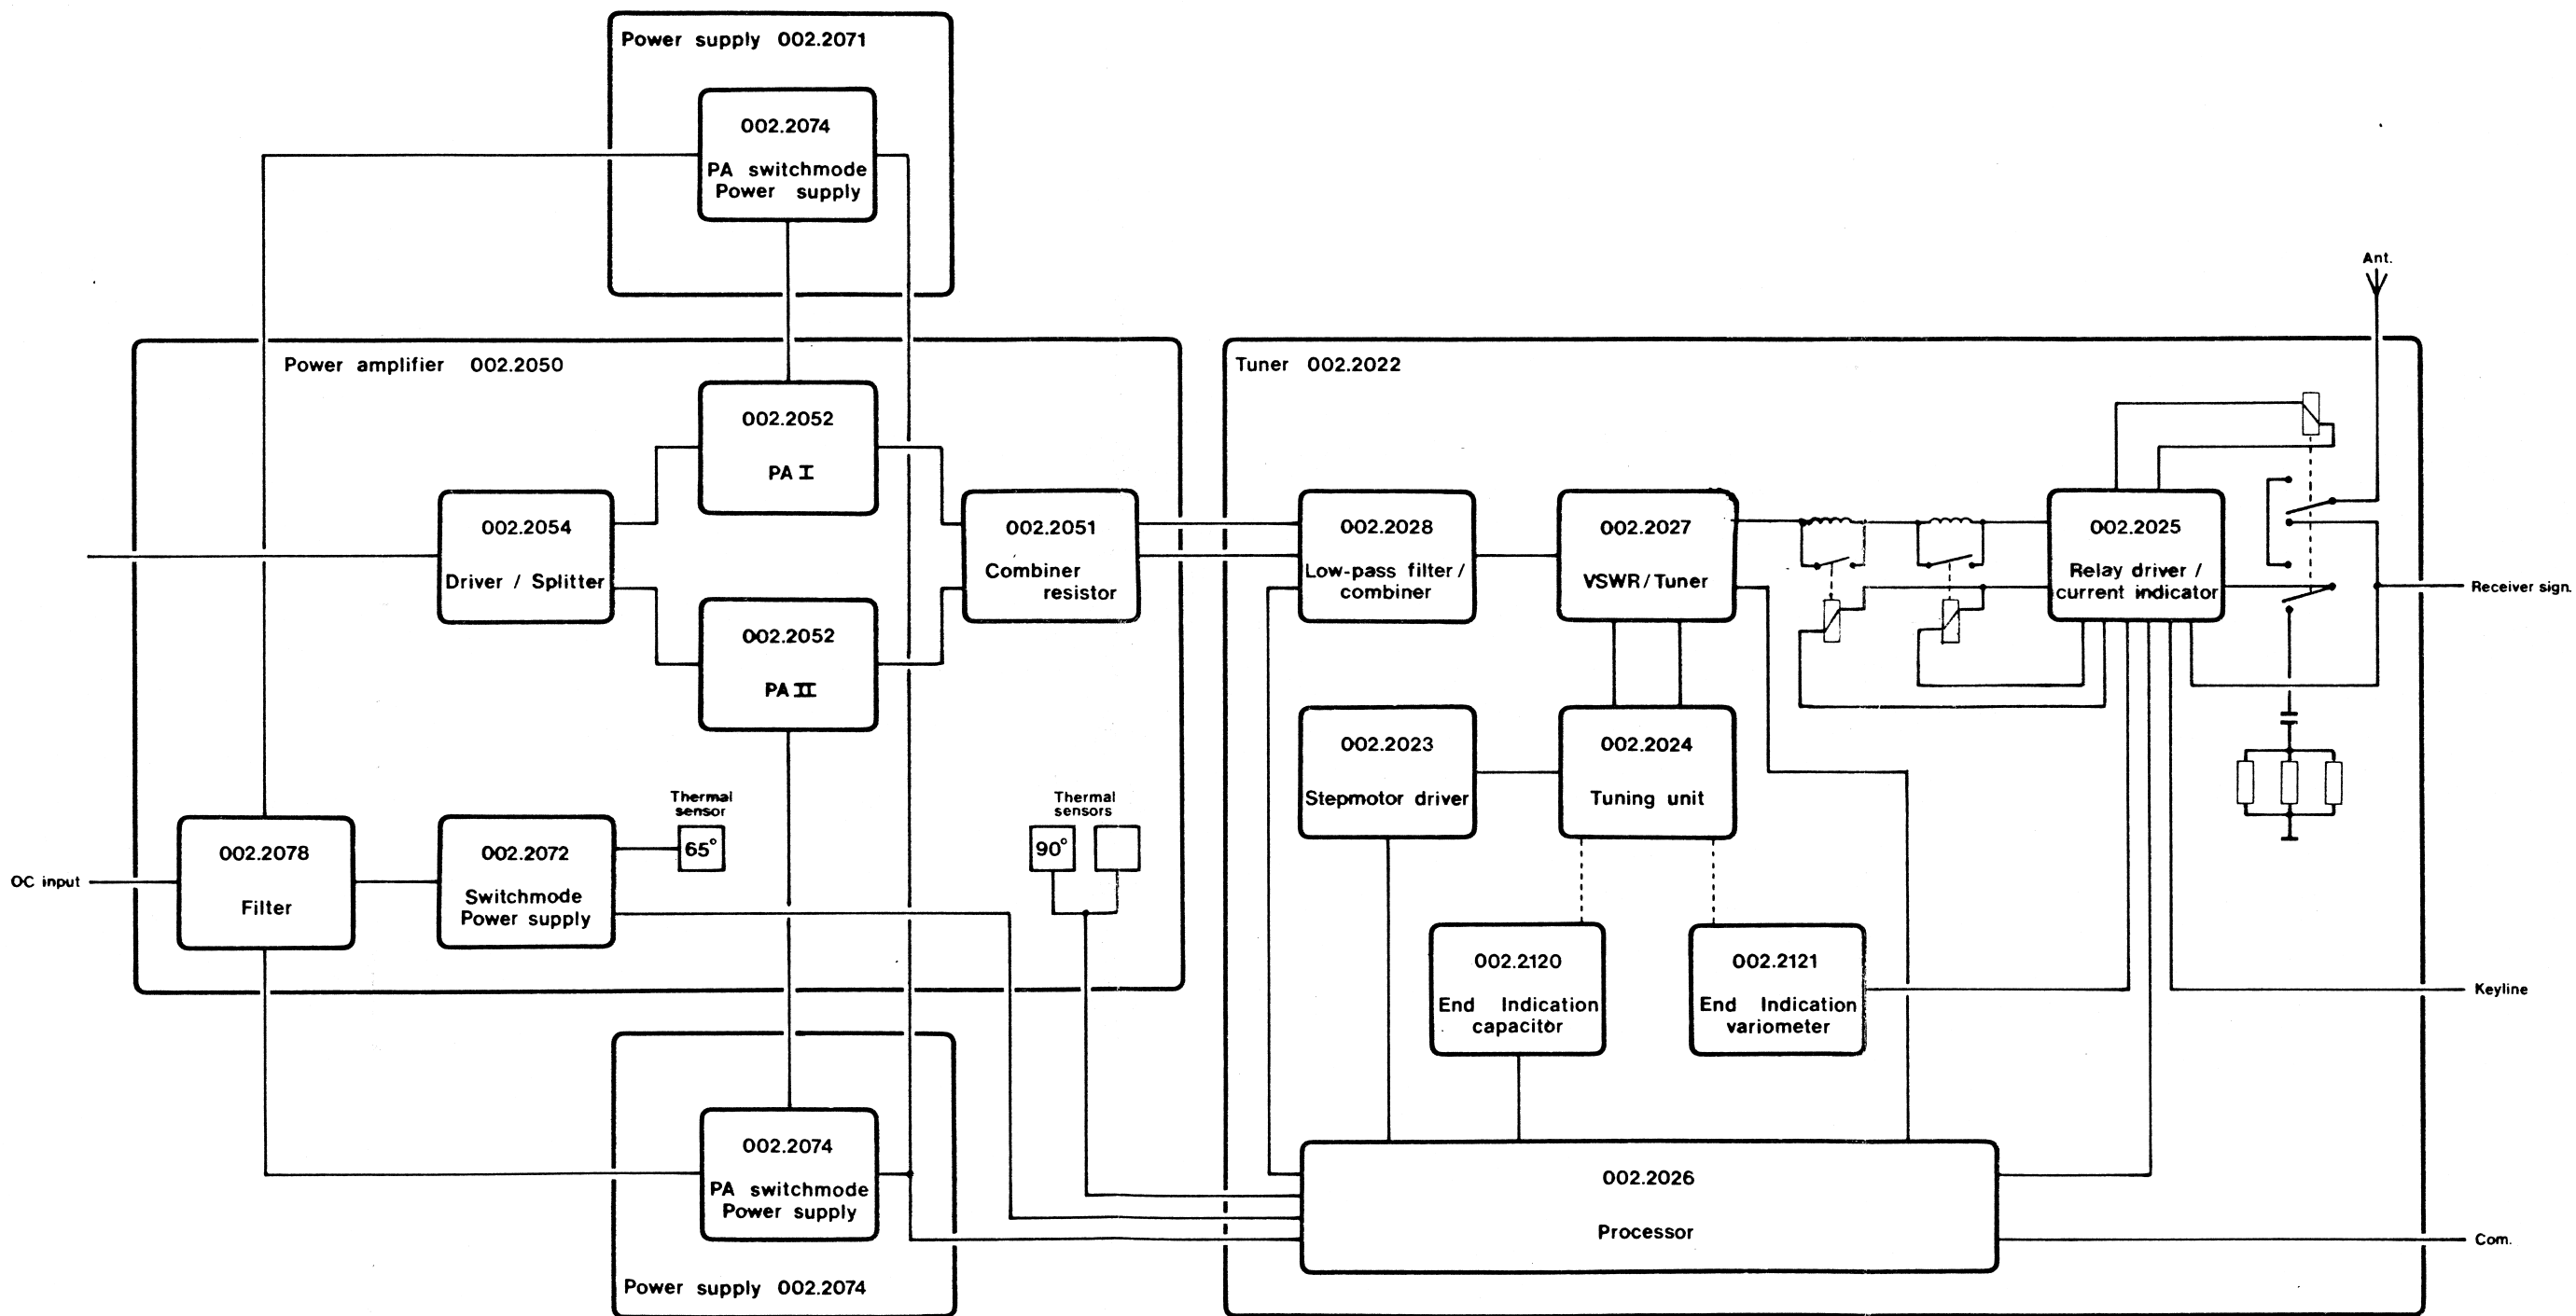 Power supply 002.2071
002.2074
PA switchmode
Power supply
Ant.
Power amplifier 002.2050
Tuner 002.2022
002.2052
PA I
002.2054
Driver / Splitter
002.2051
Combiner
resistor
002.2028
Low-pass filter /
combiner
002.2027
VSWR / Tuner
002.2025
Relay driver /
current indicator
Receiver sign.
002.2052
PA II
002.2023
Stepmotor driver
002.2024
Tuning unit
Thermal
sensor
65°
Thermal
sensors
90°
OC input
002.2078
Filter
002.2072
Switchmode
Power supply
002.2120
End Indication
capacitor
002.2121
End Indication
variometer
Keyline
002.2074
PA switchmode
Power supply
Power supply 002.2074
002.2026
Processor
Com.